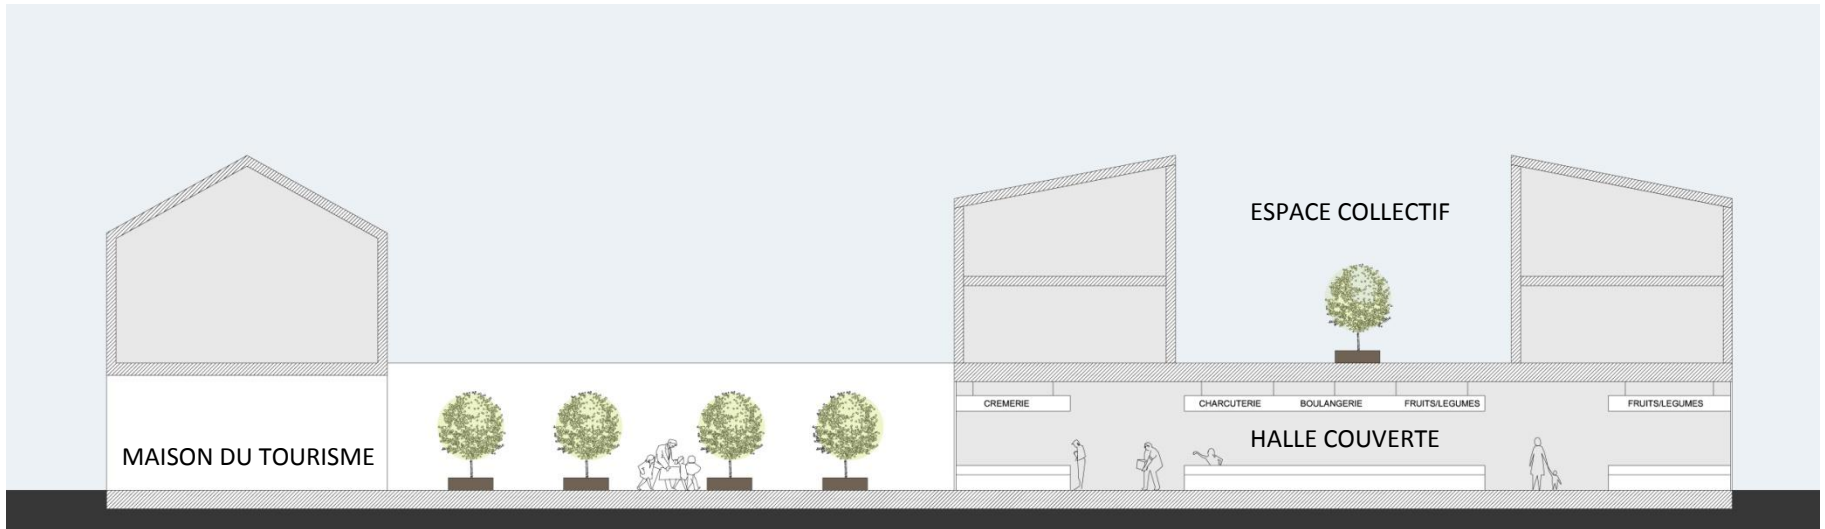 ESPACE COLLECTIF
CREMERIE
CHARCUTERIE BOULANGERIE FRUITS/LEGUMES
FRUITS/LEGUMES
HALLE COUVERTE
MAISON DU TOURISME